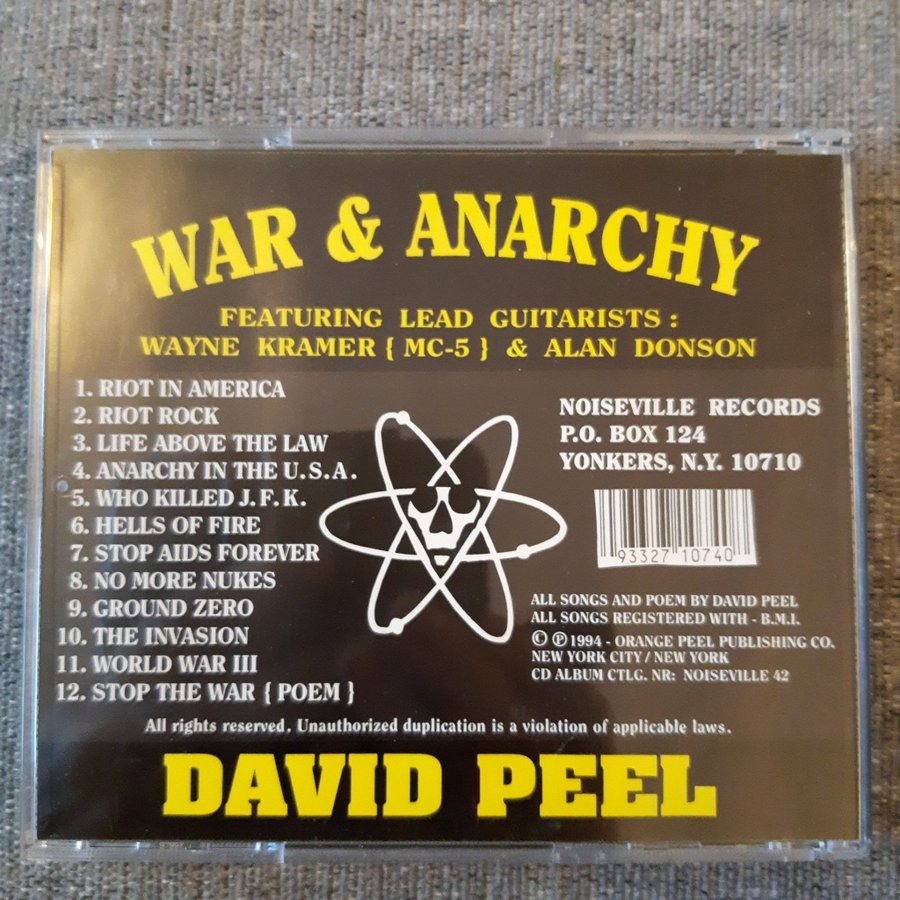 WAR & ANARCHY
FEATURING LEAD GUITARISTS :
WAYNE KRAMER { MC-5 } & ALAN DONSON
1. RIOT IN AMERICA
2. RIOT ROCK
3. LIFE ABOVE THE LAW
4. ANARCHY IN THE U.S.A.
5. WHO KILLED J.F.K.
6. HELLS OF FIRE
7. STOP AIDS FOREVER
8. NO MORE NUKES
9. GROUND ZERO
10. THE INVASION
11. WORLD WAR III
12. STOP THE WAR { POEM }
NOISEVILLE RECORDS
P.O. BOX 124
YONKERS, N.Y. 10710
93327 10740
ALL SONGS AND POEM BY DAVID PEEL
ALL SONGS REGISTERED WITH - B.M.I.
© ℗ 1994 - ORANGE PEEL PUBLISHING CO.
NEW YORK CITY / NEW YORK
CD ALBUM CTLG. NR: NOISEVILLE 42
All rights reserved. Unauthorized duplication is a violation of applicable laws.
DAVID PEEL